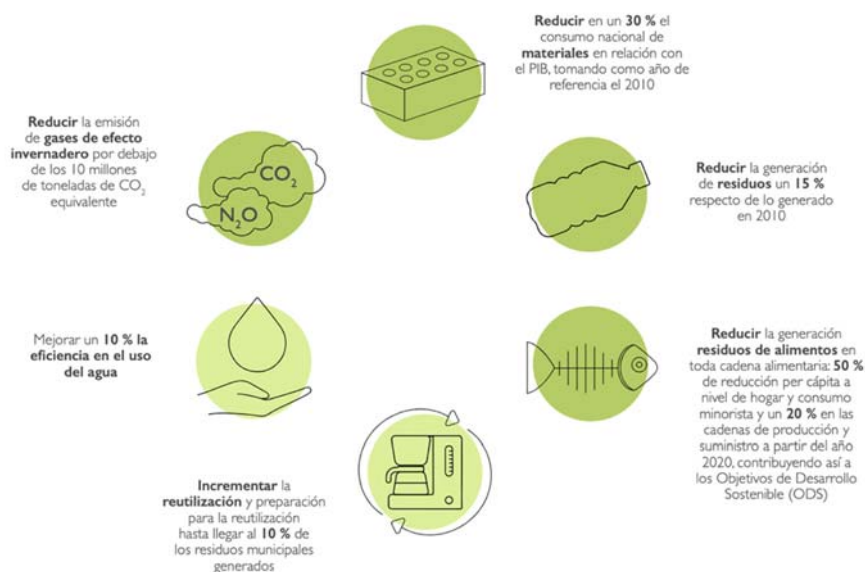 Reducir en un 30 % el
consumo nacional de
materiales en relación con
el PIB, tomando como año de
referencia el 2010
Reducir la emisión
de gases de efecto
invernadero por debajo
de los 10 millones
de toneladas de CO₂
equivalente
CO₂
N₂O
Reducir la generación
de residuos un 15 %
respecto de lo generado
en 2010
Mejorar un 10 % la
eficiencia en el uso
del agua
Reducir la generación
residuos de alimentos en
toda cadena alimentaria: 50 %
de reducción per cápita a
nivel de hogar y consumo
minorista y un 20 % en las
cadenas de producción y
suministro a partir del año
2020, contribuyendo así a
los Objetivos de Desarrollo
Sostenible (ODS)
Incrementar la
reutilización y preparación
para la reutilización
hasta llegar al 10 % de
los residuos municipales
generados